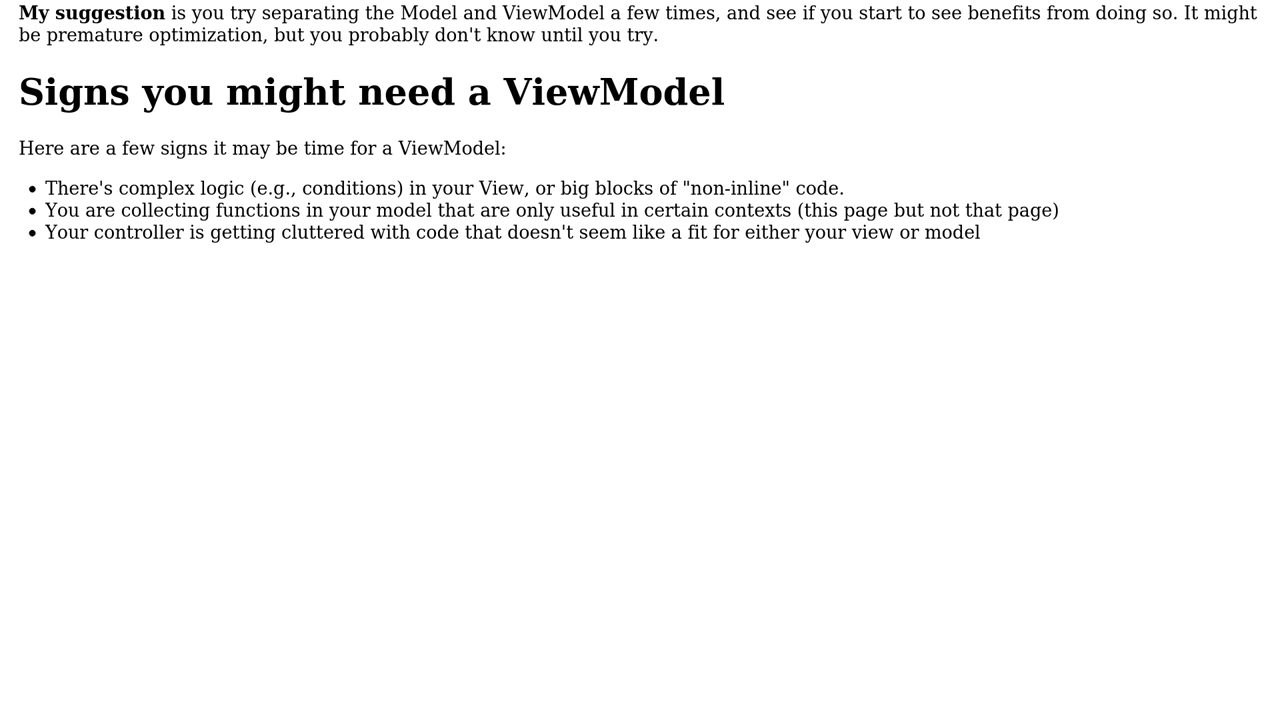 My suggestion is you try separating the Model and ViewModel a few times, and see if you start to see benefits from doing so. It might
be premature optimization, but you probably don't know until you try.
Signs you might need a ViewModel
Here are a few signs it may be time for a ViewModel:
• There's complex logic (e.g., conditions) in your View, or big blocks of "non-inline" code.
• You are collecting functions in your model that are only useful in certain contexts (this page but not that page)
• Your controller is getting cluttered with code that doesn't seem like a fit for either your view or model